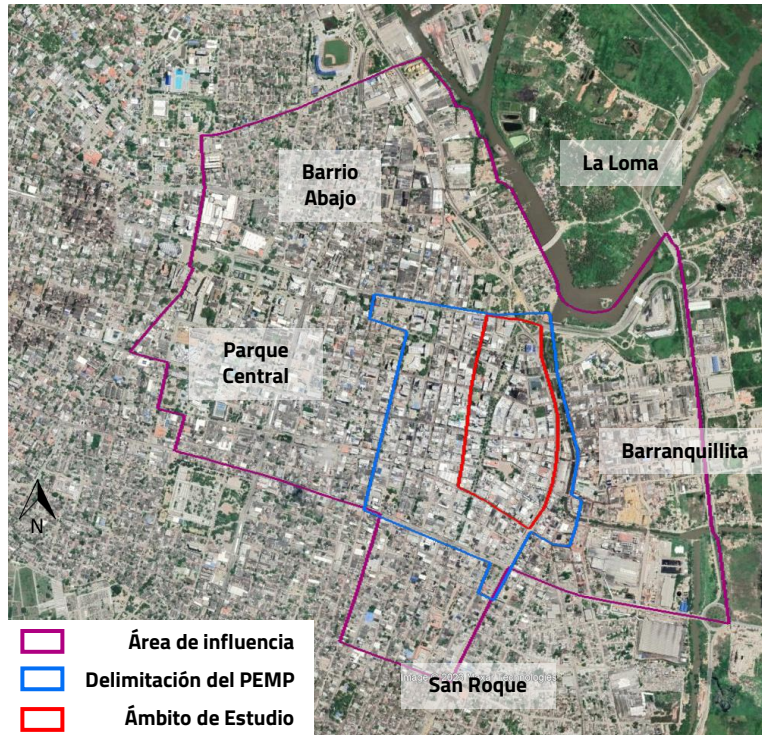 Barrio
Abajo
La Loma
Parque
Central
Barranquillita
N
San Roque
Área de influencia
Delimitación del PEMP
Ámbito de Estudio